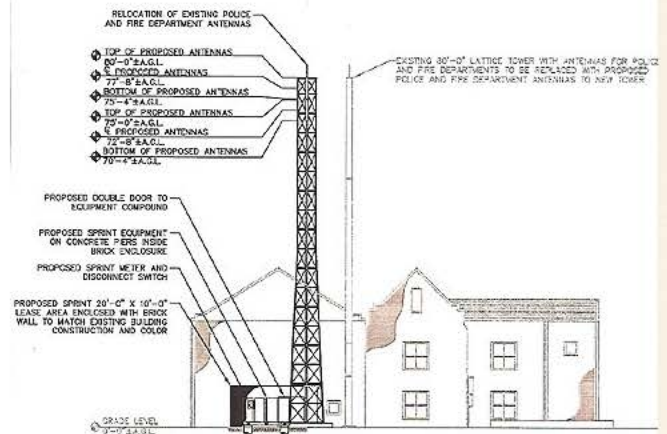 RELOCATION OF EXISTING POLICE
AND FIRE DEPARTMENT ANTENNAS
TOP OF PROPOSED ANTENNAS
80'-0"±A.G.L.
℄ PROPOSED ANTENNAS
77'-8"±A.G.L.
BOTTOM OF PROPOSED ANTENNAS
75'-4"±A.G.L.
TOP OF PROPOSED ANTENNAS
75'-0"±A.G.L.
℄ PROPOSED ANTENNAS
72'-8"±A.G.L.
BOTTOM OF PROPOSED ANTENNAS
70'-4"±A.G.L.
EXISTING 80'-0" LATTICE TOWER WITH ANTENNAS FOR POLICE
AND FIRE DEPARTMENTS TO BE REPLACED WITH PROPOSED
POLICE AND FIRE DEPARTMENT ANTENNAS TO NEW TOWER
PROPOSED DOUBLE DOOR TO
EQUIPMENT COMPOUND
PROPOSED SPRINT EQUIPMENT
ON CONCRETE PIERS INSIDE
BRICK ENCLOSURE
PROPOSED SPRINT METER AND
DISCONNECT SWITCH
PROPOSED SPRINT 20'-0" X 10'-0"
LEASE AREA ENCLOSED WITH BRICK
WALL TO MATCH EXISTING BUILDING
CONSTRUCTION AND COLOR
GRADE LEVEL
0'-0"±A.G.L.